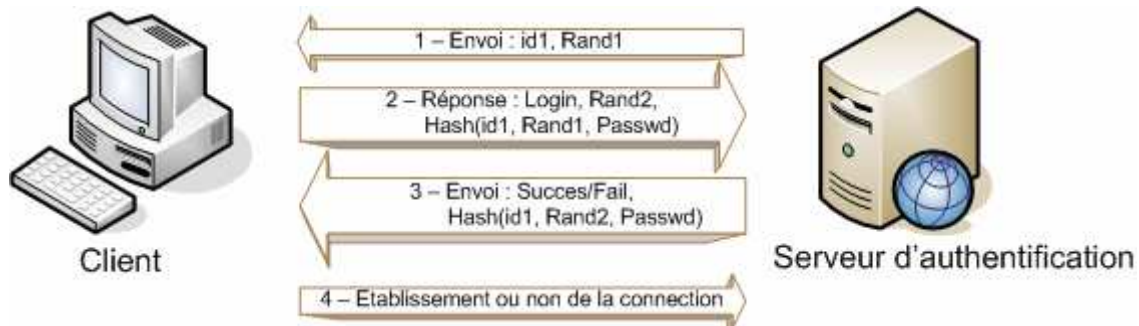 1 – Envoi : id1, Rand1
2 – Réponse : Login, Rand2,
Hash(id1, Rand1, Passwd)
3 – Envoi : Succes/Fail,
Hash(id1, Rand2, Passwd)
Client
Serveur d'authentification
4 – Etablissement ou non de la connection